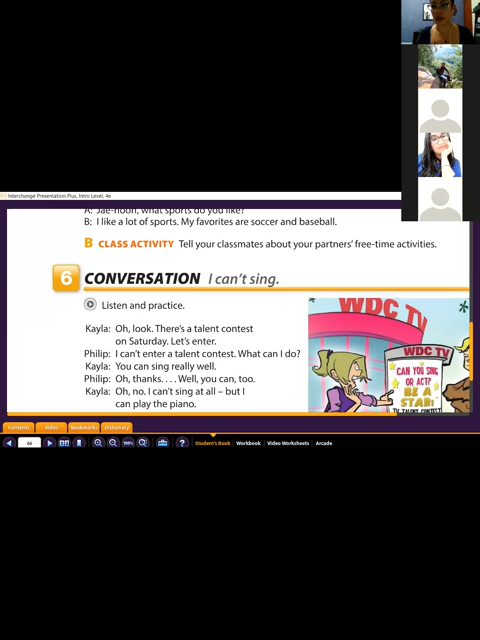 Interchange Presentation Plus, Intro Level, 4e
A: Jae-hoon, what sports do you like?
B: I like a lot of sports. My favorites are soccer and baseball.
B CLASS ACTIVITY Tell your classmates about your partners' free-time activities.
6 CONVERSATION I can't sing.
Listen and practice.
Kayla: Oh, look. There's a talent contest
on Saturday. Let's enter.
Philip: I can't enter a talent contest. What can I do?
Kayla: You can sing really well.
Philip: Oh, thanks. . . . Well, you can, too.
Kayla: Oh, no. I can't sing at all – but I
can play the piano.
WDC TV
WDC TV
CAN YOU SING
OR ACT?
BE A
STAR!
TV TALENT CONTEST
Contents Video Bookmarks Dictionary
66 100% ? Student's Book Workbook Video Worksheets Arcade